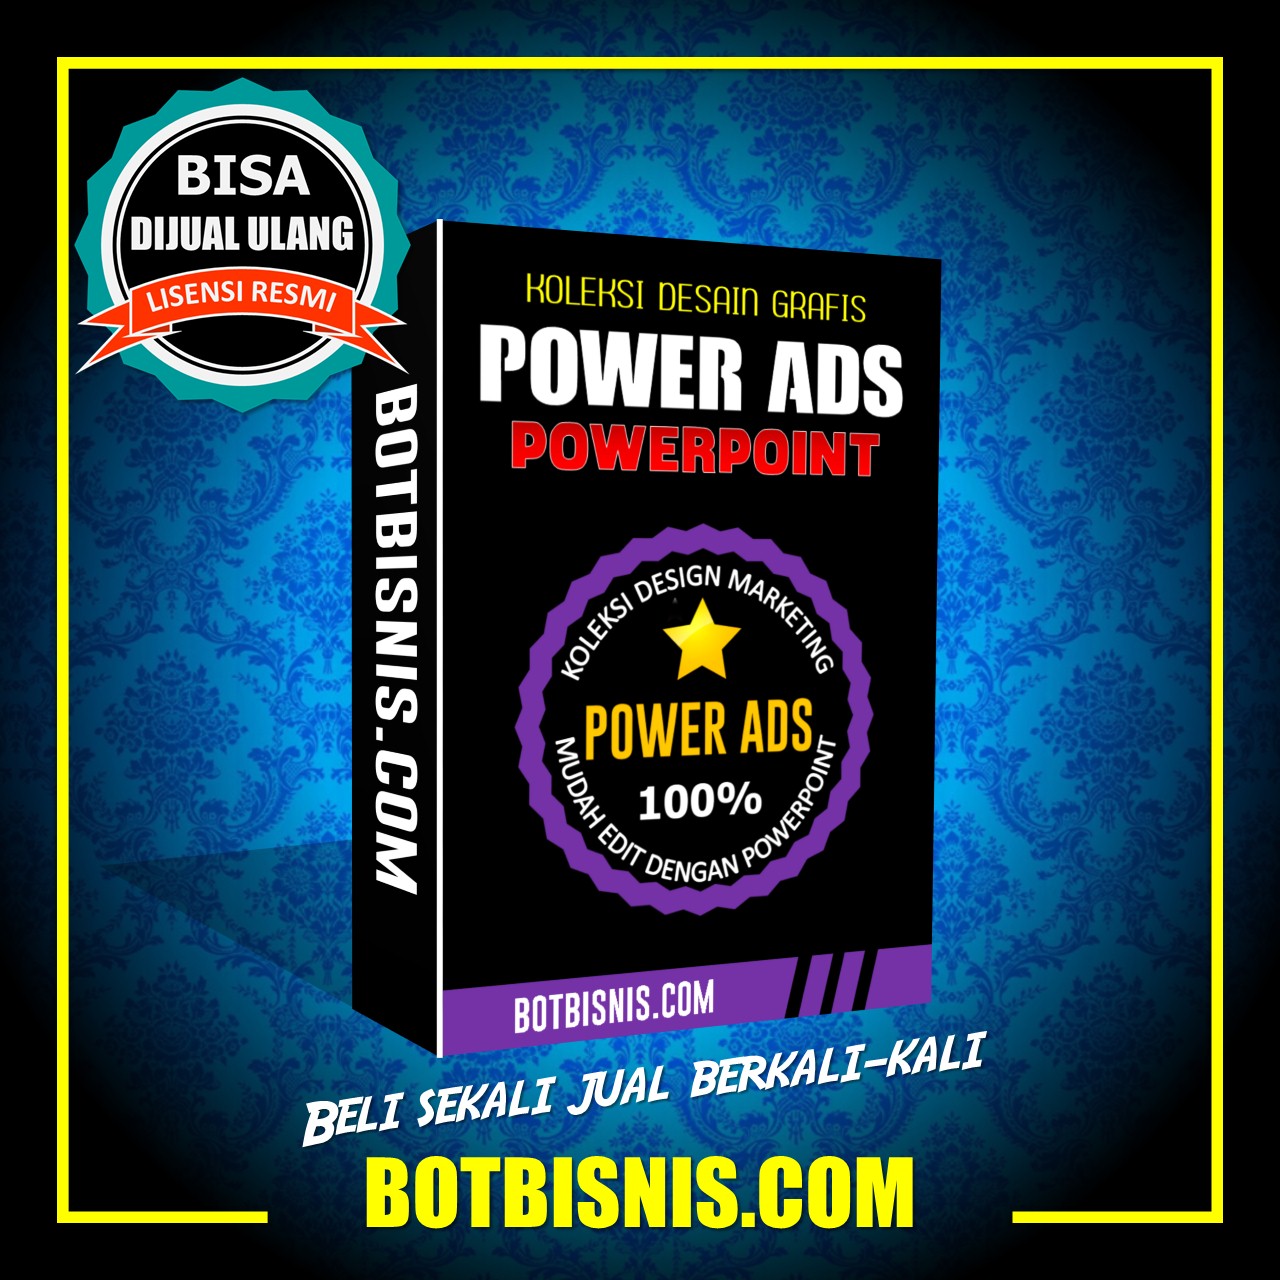 BISA
DIJUAL ULANG
LISENSI RESMI
BOTBISNIS.COM
KOLEKSI DESAIN GRAFIS
POWER ADS
POWERPOINT
KOLEKSI DESIGN MARKETING
POWER ADS
100%
MUDAH EDIT DENGAN POWERPOINT
BOTBISNIS.COM
BELI SEKALI JUAL BERKALI-KALI
BOTBISNIS.COM